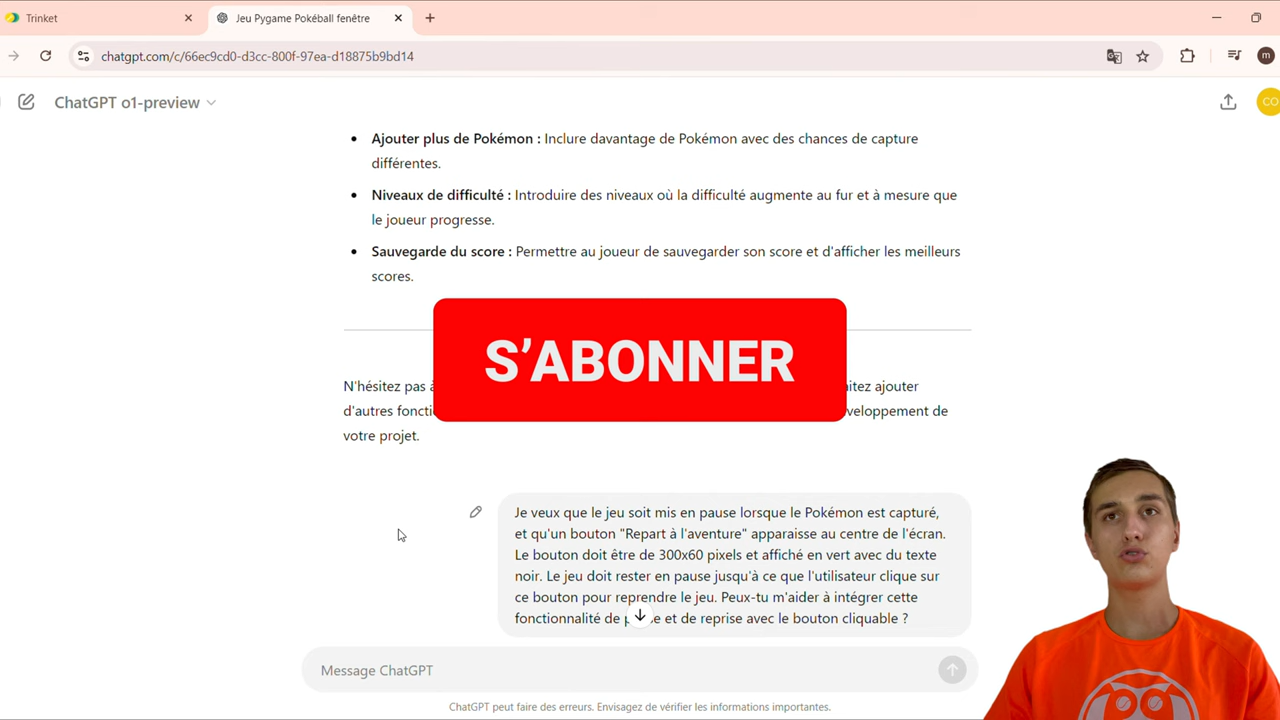 Trinket
Jeu Pygame Pokéball fenêtre
chatgpt.com/c/66ec9cd0-d3cc-800f-97ea-d18875b9bd14
m
ChatGPT o1-preview
CO
• Ajouter plus de Pokémon : Inclure davantage de Pokémon avec des chances de capture
différentes.
• Niveaux de difficulté : Introduire des niveaux où la difficulté augmente au fur et à mesure que
le joueur progresse.
• Sauvegarde du score : Permettre au joueur de sauvegarder son score et d'afficher les meilleurs
scores.
S'ABONNER
N'hésitez pas ajouter
d'autres de
votre projet.
Je veux que le jeu soit mis en pause lorsque le Pokémon est capturé,
et qu'un bouton "Repart à l'aventure" apparaisse au centre de l'écran.
Le bouton doit être de 300x60 pixels et affiché en vert avec du texte
noir. Le jeu doit rester en pause jusqu'à ce que l'utilisateur clique sur
ce bouton pour reprendre le jeu. Peux-tu m'aider à intégrer cette
fonctionnalité de et de reprise avec le bouton cliquable ?
Message ChatGPT
ChatGPT peut faire des erreurs. Envisagez de vérifier les informations importantes.